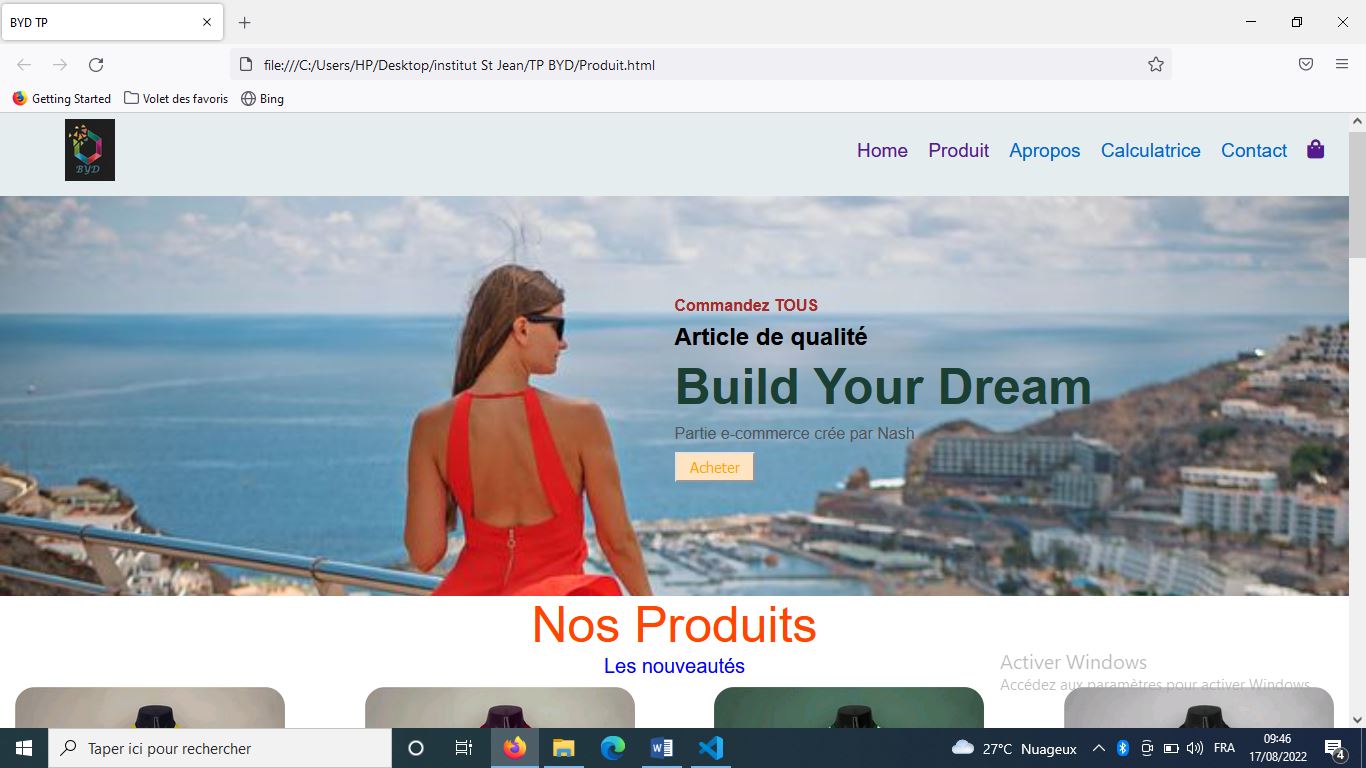 BYD TP
file:///C:/Users/HP/Desktop/institut St Jean/TP BYD/Produit.html
Getting Started Volet des favoris Bing
BYD
Home Produit Apropos Calculatrice Contact
Commandez TOUS
Article de qualité
Build Your Dream
Partie e-commerce crée par Nash
Acheter
Nos Produits
Les nouveautés
Activer Windows
Accédez aux paramètres pour activer Windows.
Taper ici pour rechercher
27°C Nuageux
FRA
09:46
17/08/2022
4